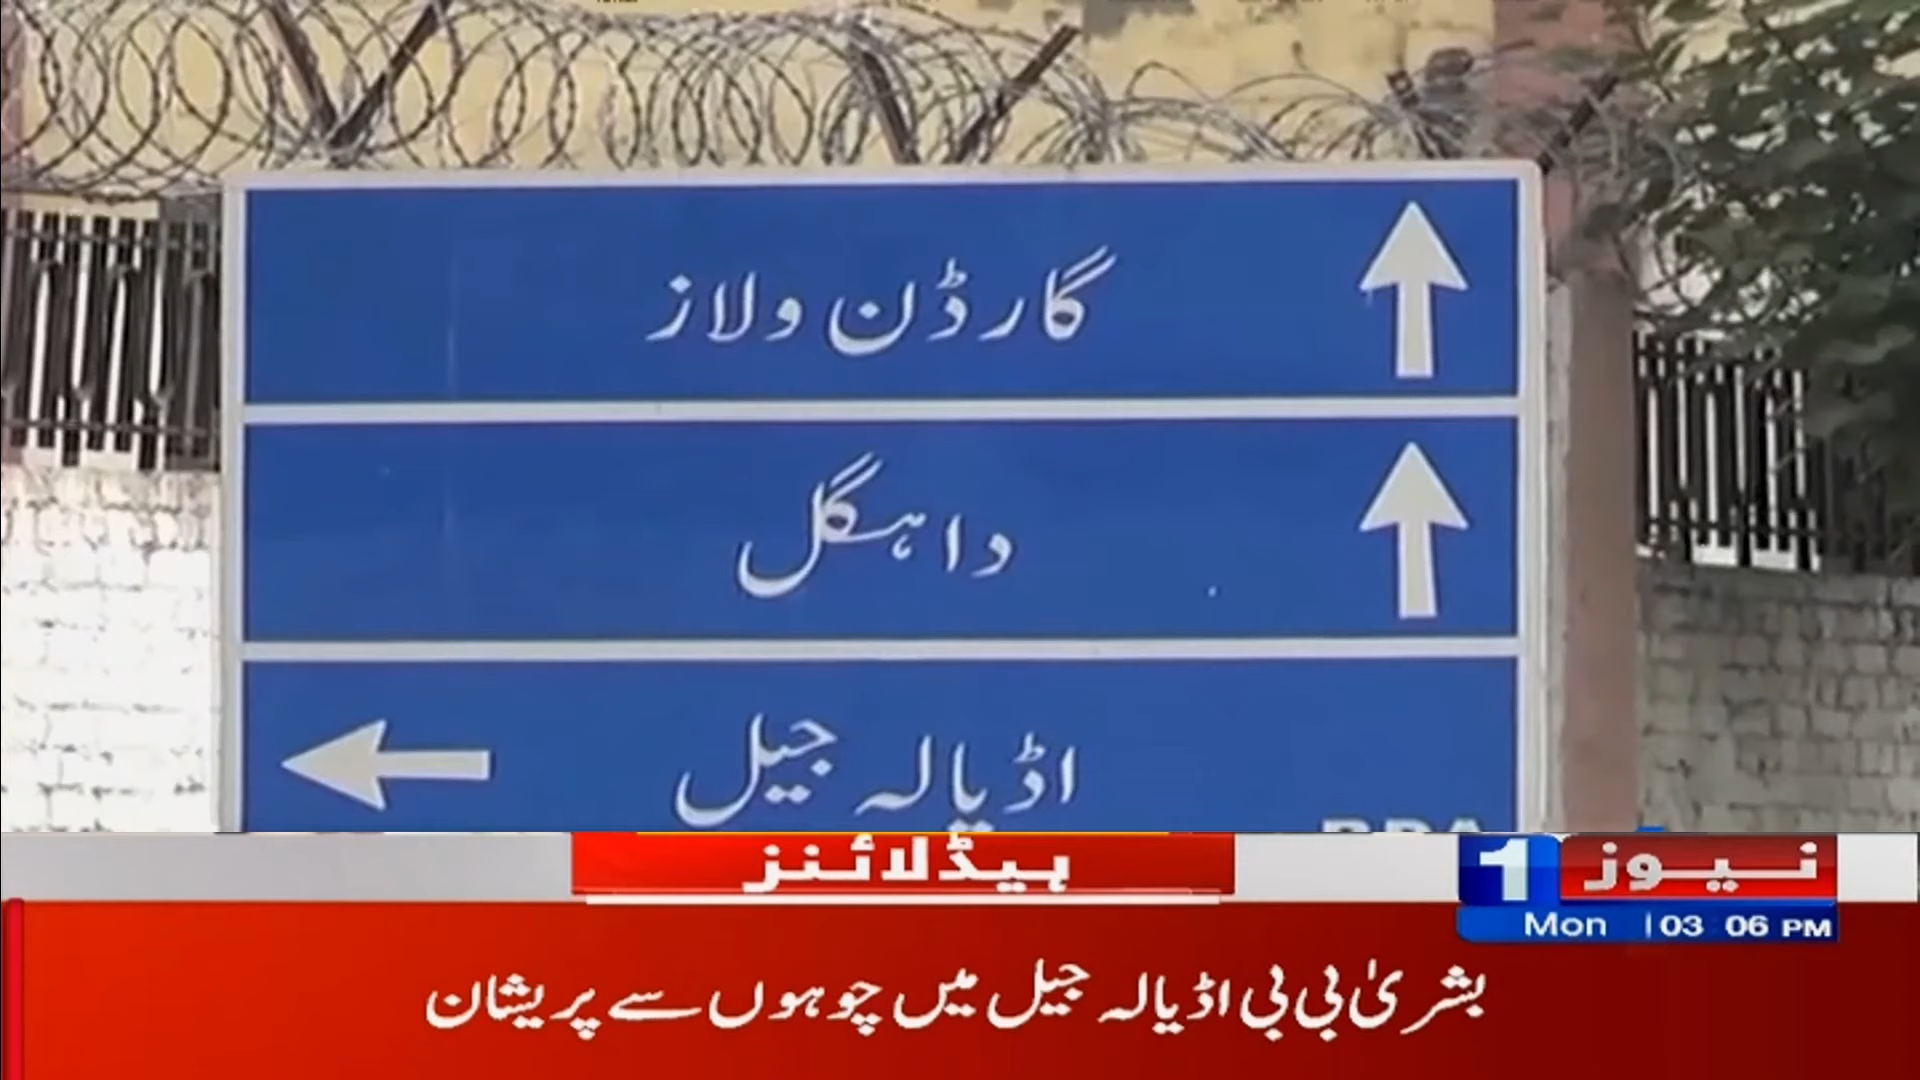 گارڈن ولاز
داہگل
اڈیالہ جیل
ہیڈلائنز
1 نیوز
Mon 03 06 PM
بشریٰ بی بی اڈیالہ جیل میں چوہوں سے پریشان